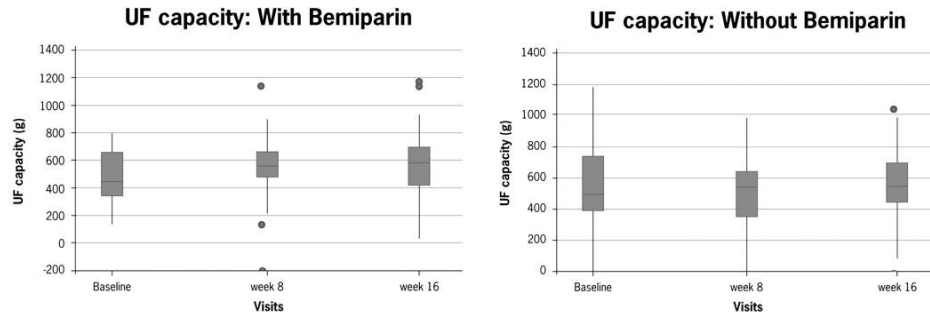 UF capacity: With Bemiparin
UF capacity (g)
1400
1200
1000
800
600
400
200
0
-200
Baseline
week 8
week 16
Visits
UF capacity: Without Bemiparin
UF capacity (g)
1400
1200
1000
800
600
400
200
0
Baseline
week 8
week 16
Visits